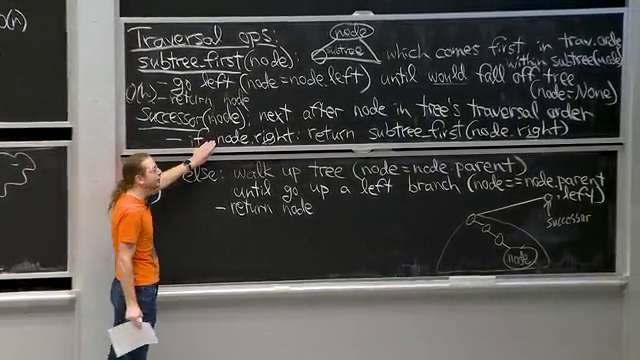 O(n)
Traversal ops:
node
subtree
subtree_first(node): which comes first in trav. order
within subtree(node)
- go left (node=node.left) until would fall off tree
(node=None)
O(h)
- return node
Successor(node): next after node in tree's traversal order
- if node.right: return subtree_first(node.right)
else: walk up tree (node=node.parent)
until go up a left branch (node==node.parent
.left)
- return node
successor
node